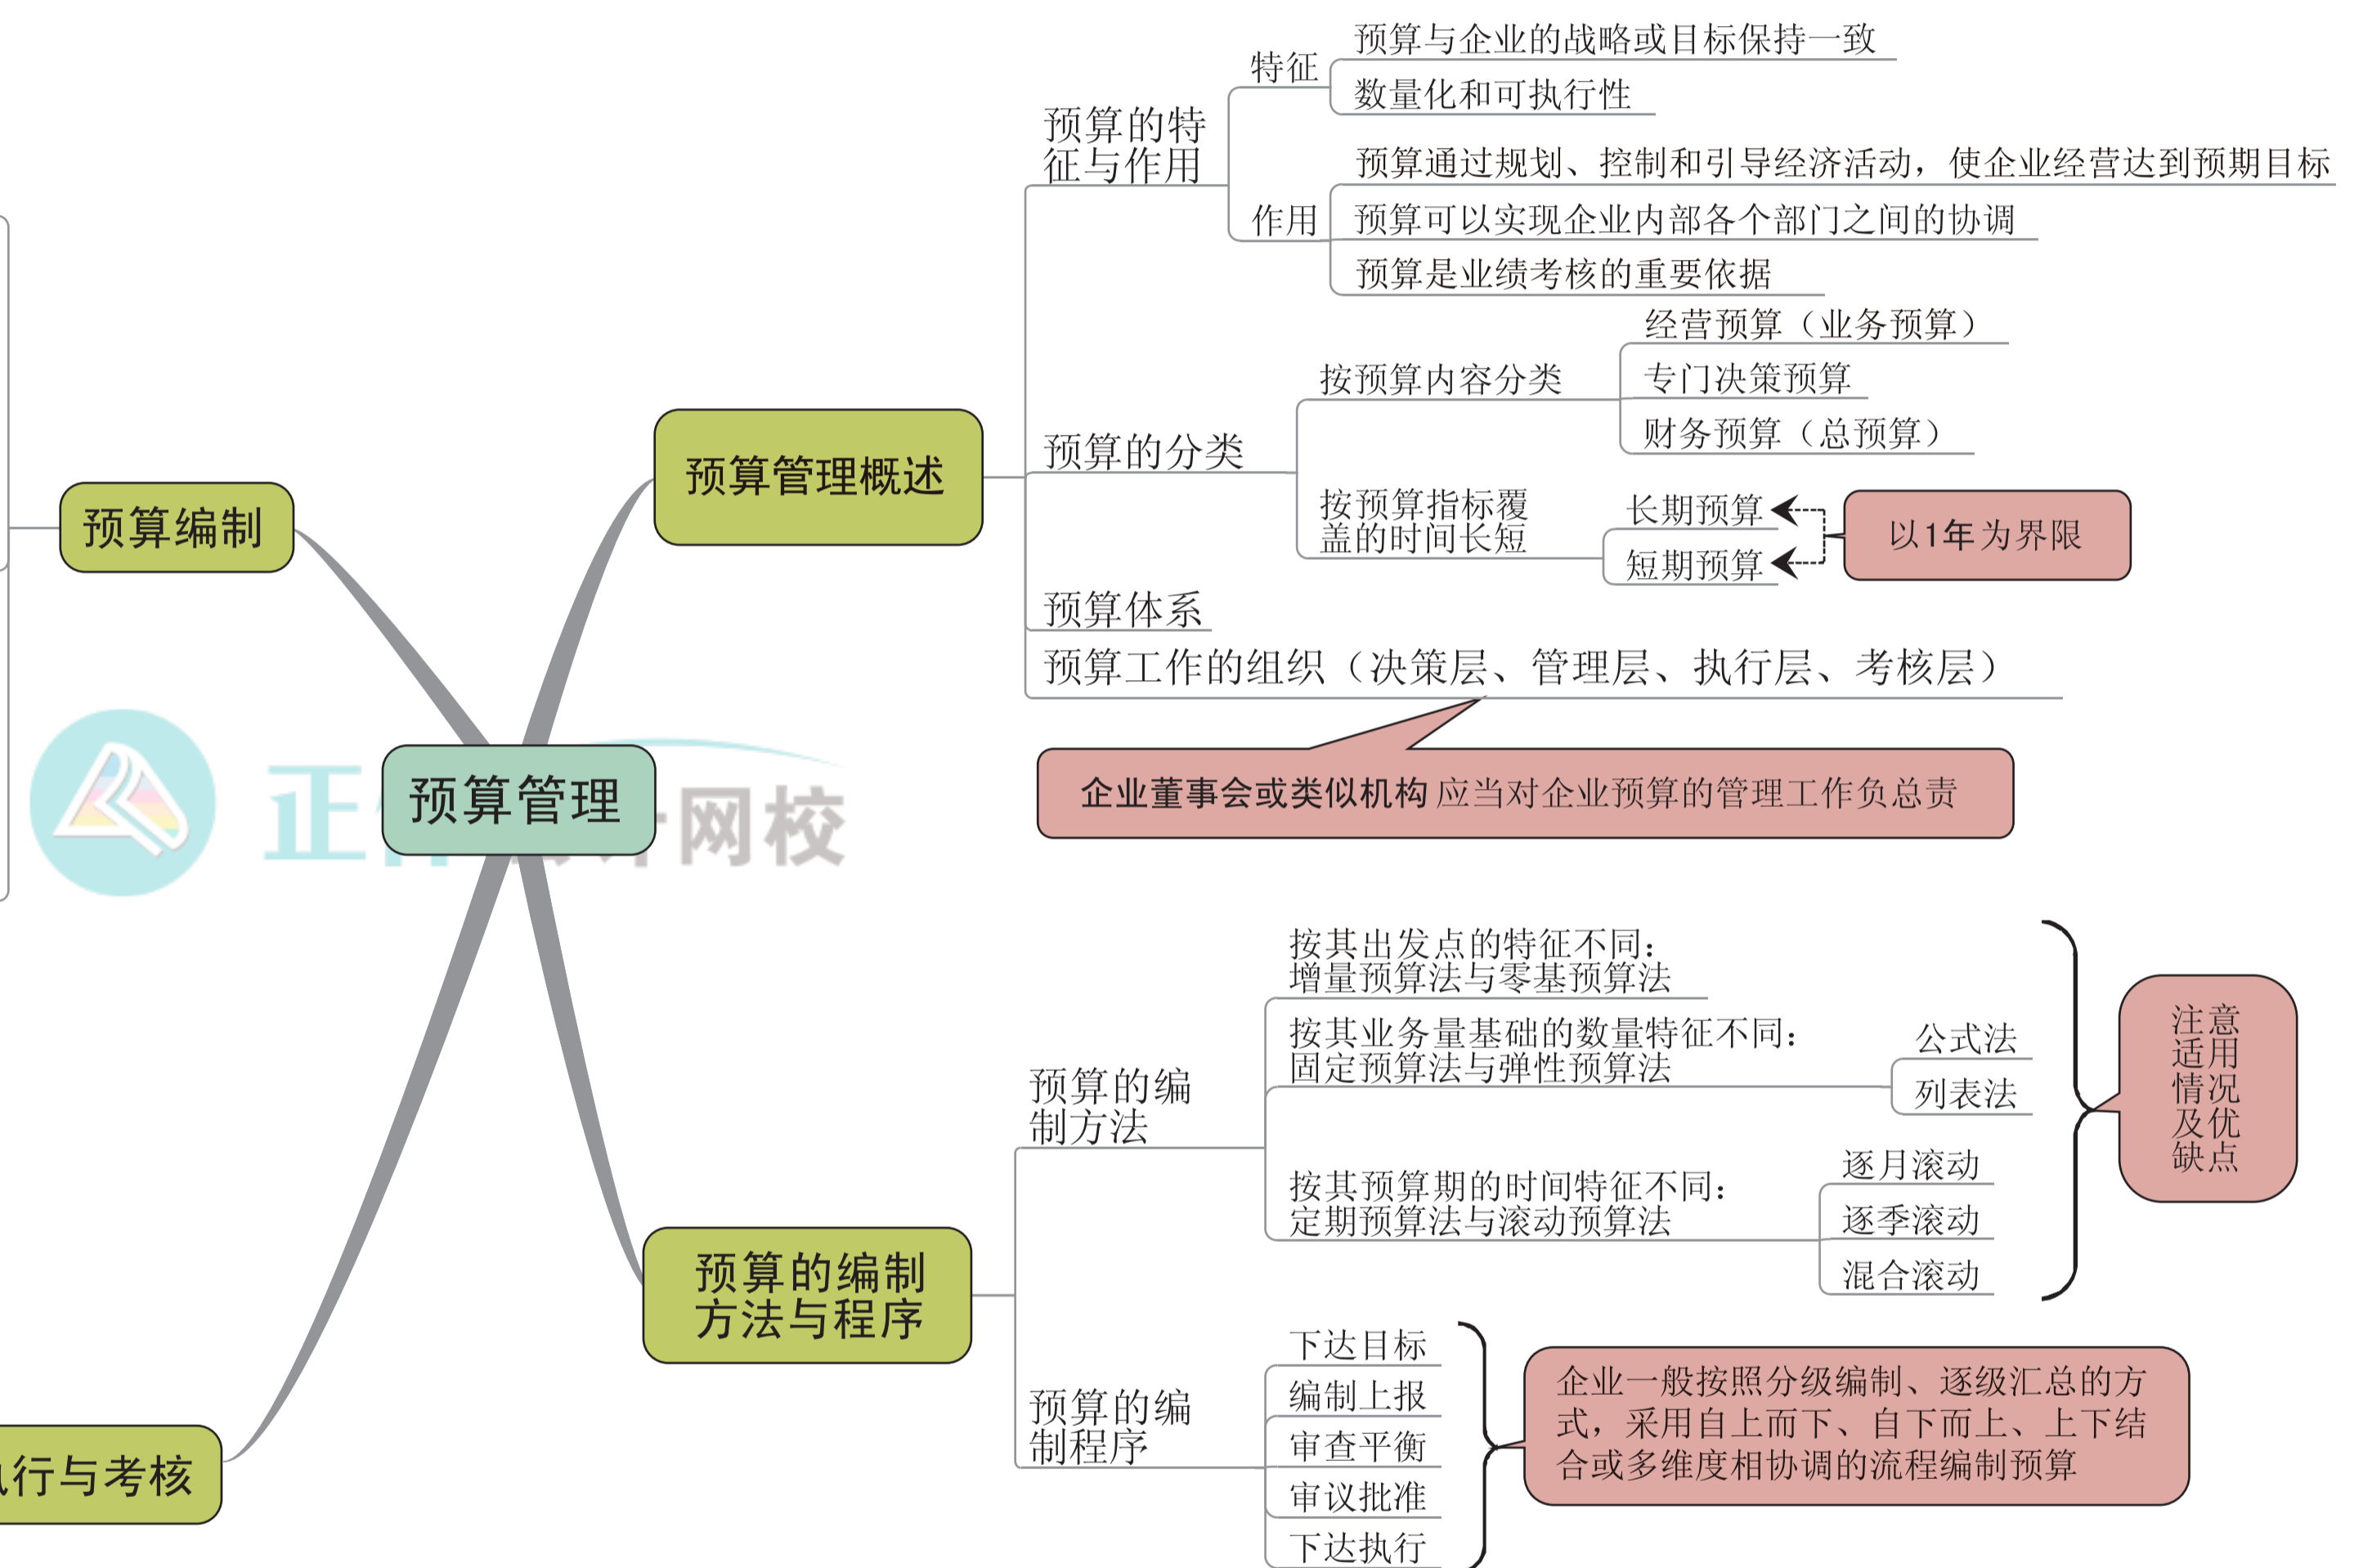 预算管理
预算管理概述
预算的特
征与作用
特征
预算与企业的战略或目标保持一致
数量化和可执行性
作用
预算通过规划、控制和引导经济活动，使企业经营达到预期目标
预算可以实现企业内部各个部门之间的协调
预算是业绩考核的重要依据
预算的分类
按预算内容分类
经营预算（业务预算）
专门决策预算
财务预算（总预算）
按预算指标覆
盖的时间长短
长期预算
短期预算
以1年为界限
预算体系
预算工作的组织（决策层、管理层、执行层、考核层）
企业董事会或类似机构应当对企业预算的管理工作负总责
预算的编制
方法与程序
预算的编
制方法
按其出发点的特征不同：
增量预算法与零基预算法
按其业务量基础的数量特征不同：
固定预算法与弹性预算法
公式法
列表法
按其预算期的时间特征不同：
定期预算法与滚动预算法
逐月滚动
逐季滚动
混合滚动
注意
适用
情况
及优
缺点
预算的编
制程序
下达目标
编制上报
审查平衡
审议批准
下达执行
企业一般按照分级编制、逐级汇总的方
式，采用自上而下、自下而上、上下结
合或多维度相协调的流程编制预算
预算编制
行与考核
正
网校